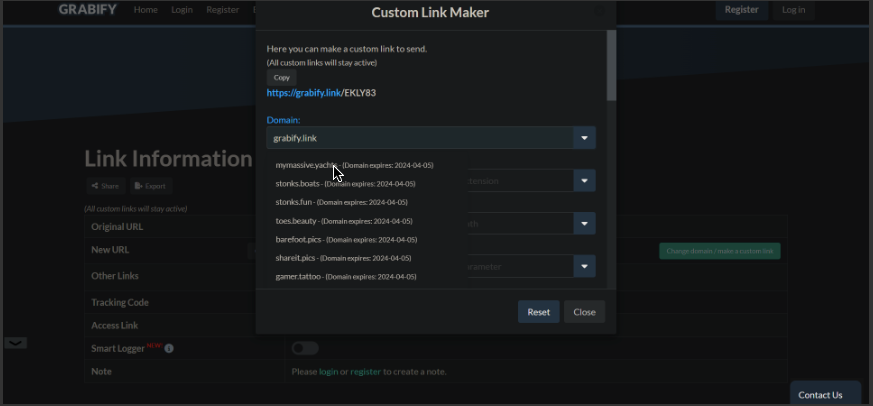 GRABIFY Home Login Register
Custom Link Maker
Register Log in
Here you can make a custom link to send.
(All custom links will stay active)
Copy
https://grabify.link/EKLY83
Domain:
grabify.link
mymassive.yachts - (Domain expires: 2024-04-05)
stonks.boats - (Domain expires: 2024-04-05)
stonks.fun - (Domain expires: 2024-04-05)
toes.beauty - (Domain expires: 2024-04-05)
barefoot.pics - (Domain expires: 2024-04-05)
shareit.pics - (Domain expires: 2024-04-05)
gamer.tattoo - (Domain expires: 2024-04-05)
Reset Close
Link Information
Share Export
(All custom links will stay active)
Original URL
New URL
Change domain / make a custom link
Other Links
Tracking Code
Access Link
Smart Logger NEW!
Note Please login or register to create a note.
Contact Us